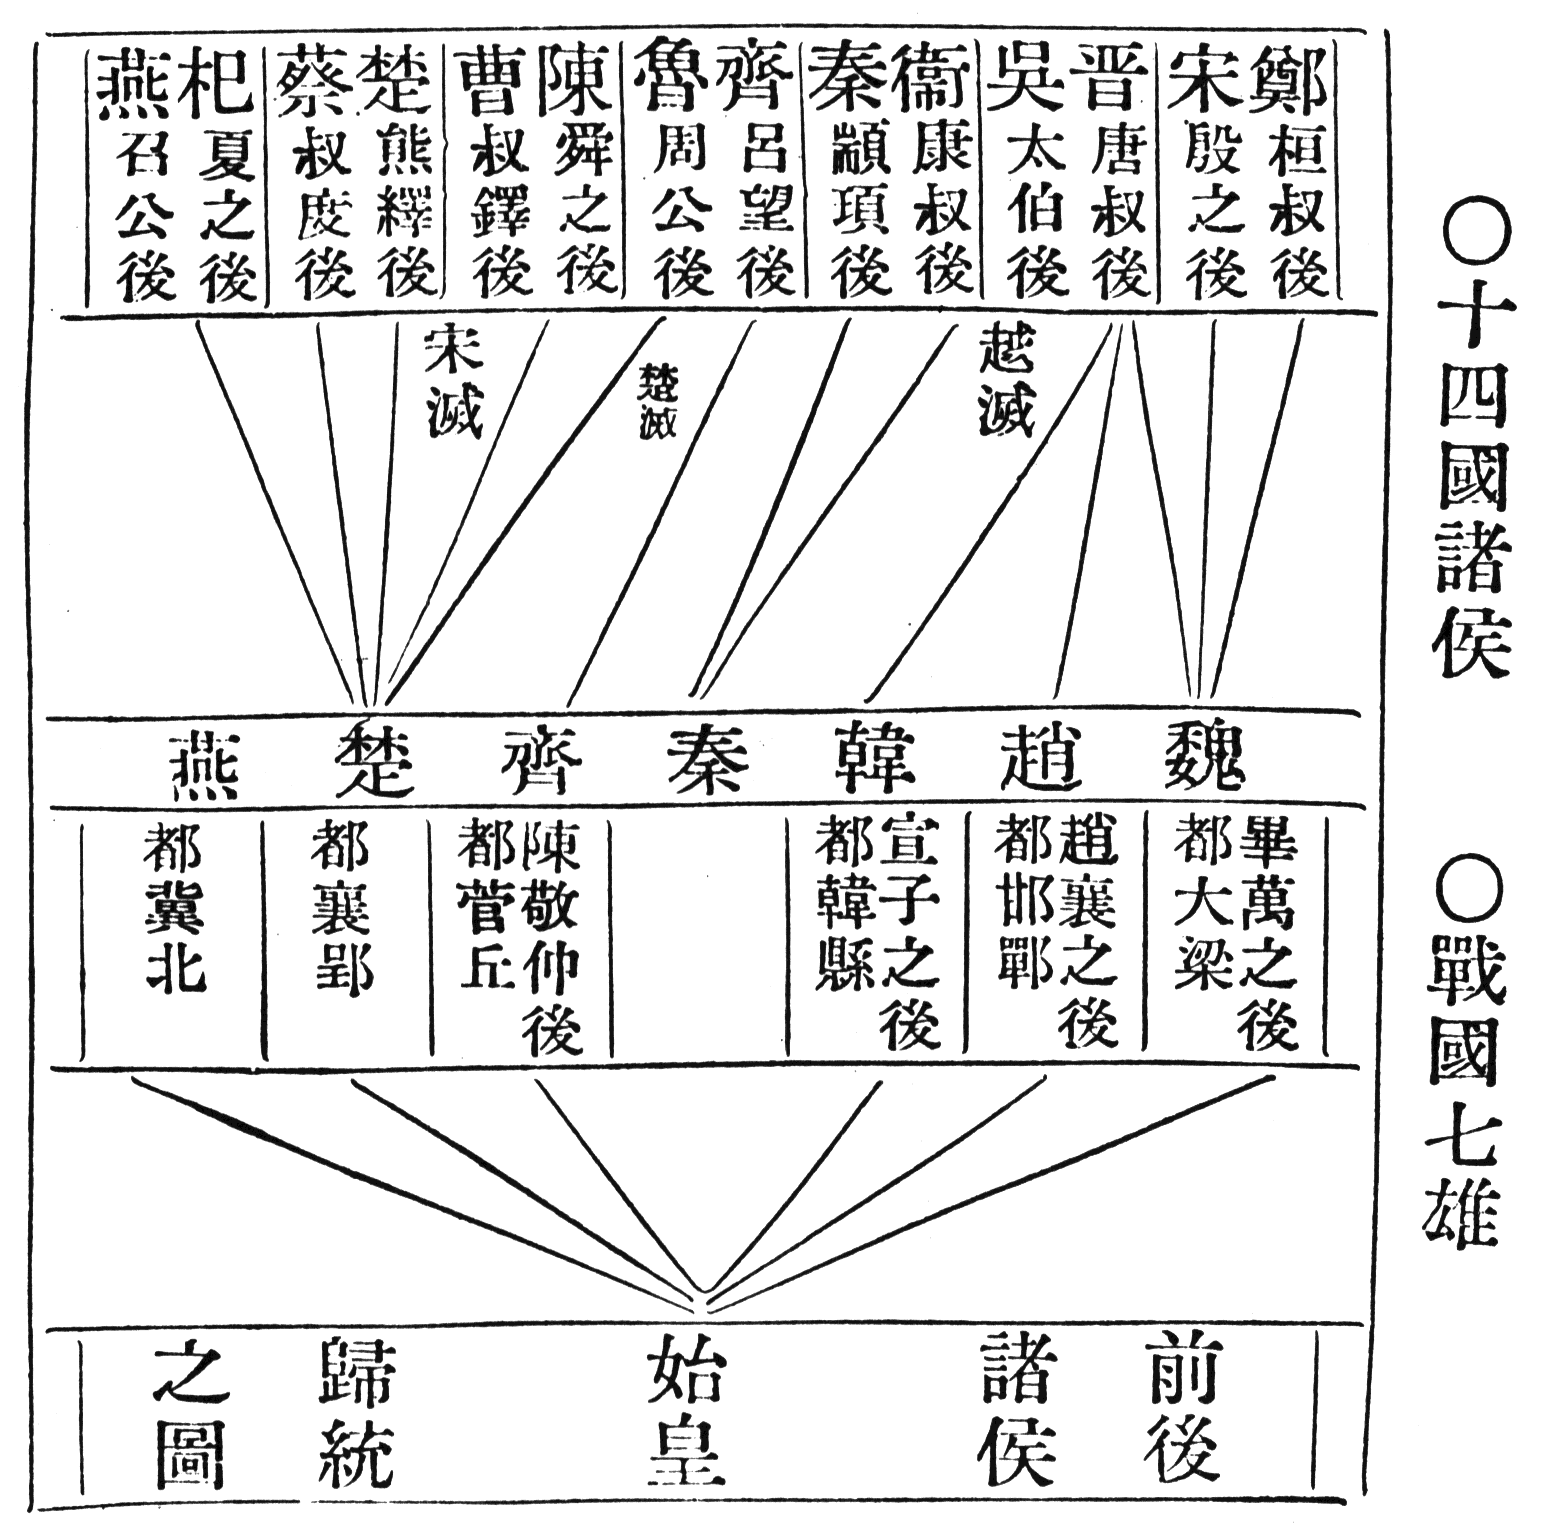 ○十四國諸侯
○戰國七雄
鄭桓叔後
宋殷之後
晋唐叔後
吳太伯後
衞康叔後
秦顓頊後
齊呂望後
魯周公後
陳舜之後
曹叔鐸後
楚熊繹後
蔡叔度後
杞夏之後
燕召公後
越滅
楚滅
宋滅
魏
趙
韓
秦
齊
楚
燕
畢萬之後
都大梁
趙襄之後
都邯鄲
宣子之後
都韓縣
陳敬仲後
都菅丘
都襄郢
都冀北
前後
諸侯
始皇
歸統
之圖